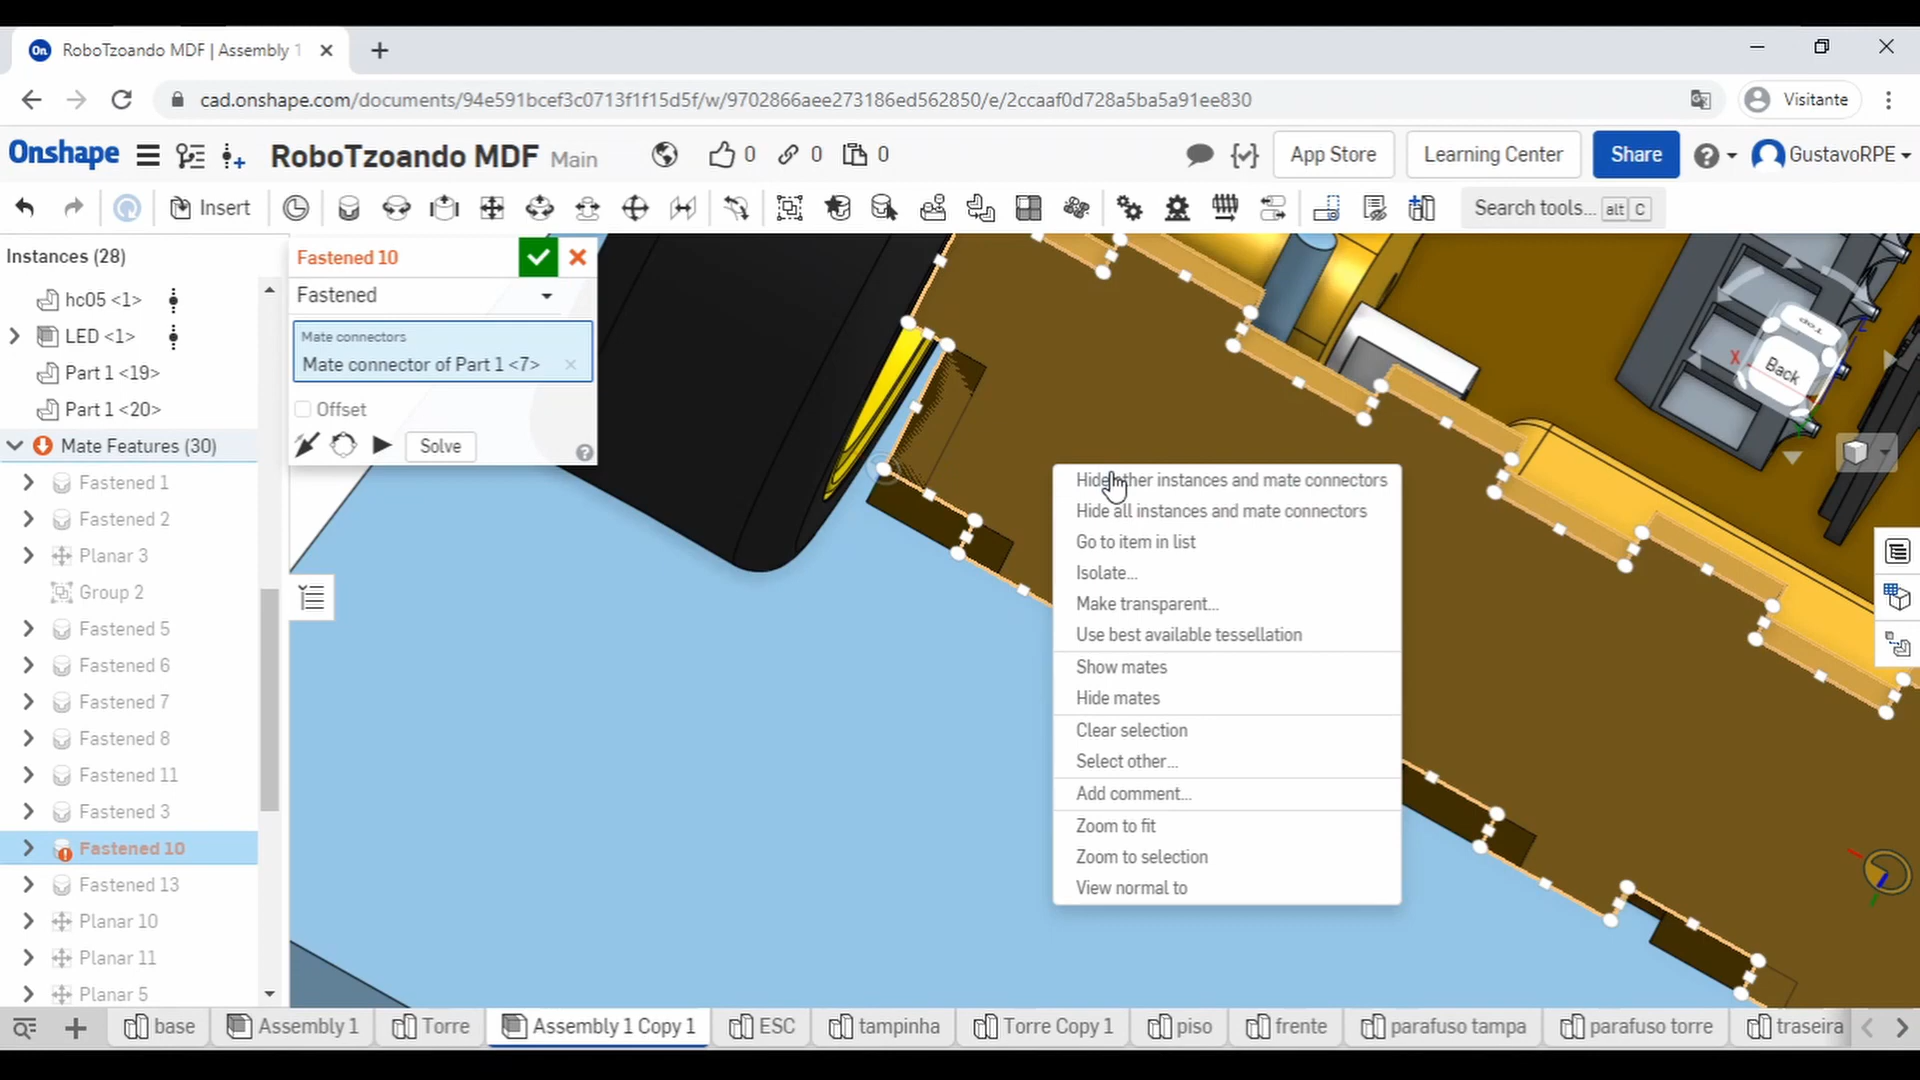 RoboTzoando MDF | Assembly 1
cad.onshape.com/documents/94e591bcef3c0713f1f15d5f/w/9702866aee273186ed562850/e/2ccaaf0d728a5ba5a91ee830
Visitante
Onshape
RoboTzoando MDF Main
0
0
0
App Store
Learning Center
Share
GustavoRPE
Insert
Search tools... alt C
Instances (28)
hc05 <1>
LED <1>
Part 1 <19>
Part 1 <20>
Mate Features (30)
Fastened 1
Fastened 2
Planar 3
Group 2
Fastened 5
Fastened 6
Fastened 7
Fastened 8
Fastened 11
Fastened 3
Fastened 10
Fastened 13
Planar 10
Planar 11
Planar 5
Fastened 10
Fastened
Mate connectors
Mate connector of Part 1 <7>
Offset
Solve
Hide other instances and mate connectors
Hide all instances and mate connectors
Go to item in list
Isolate...
Make transparent...
Use best available tessellation
Show mates
Hide mates
Clear selection
Select other...
Add comment...
Zoom to fit
Zoom to selection
View normal to
Top
Back
X
Z
base
Assembly 1
Torre
Assembly 1 Copy 1
ESC
tampinha
Torre Copy 1
piso
frente
parafuso tampa
parafuso torre
traseira